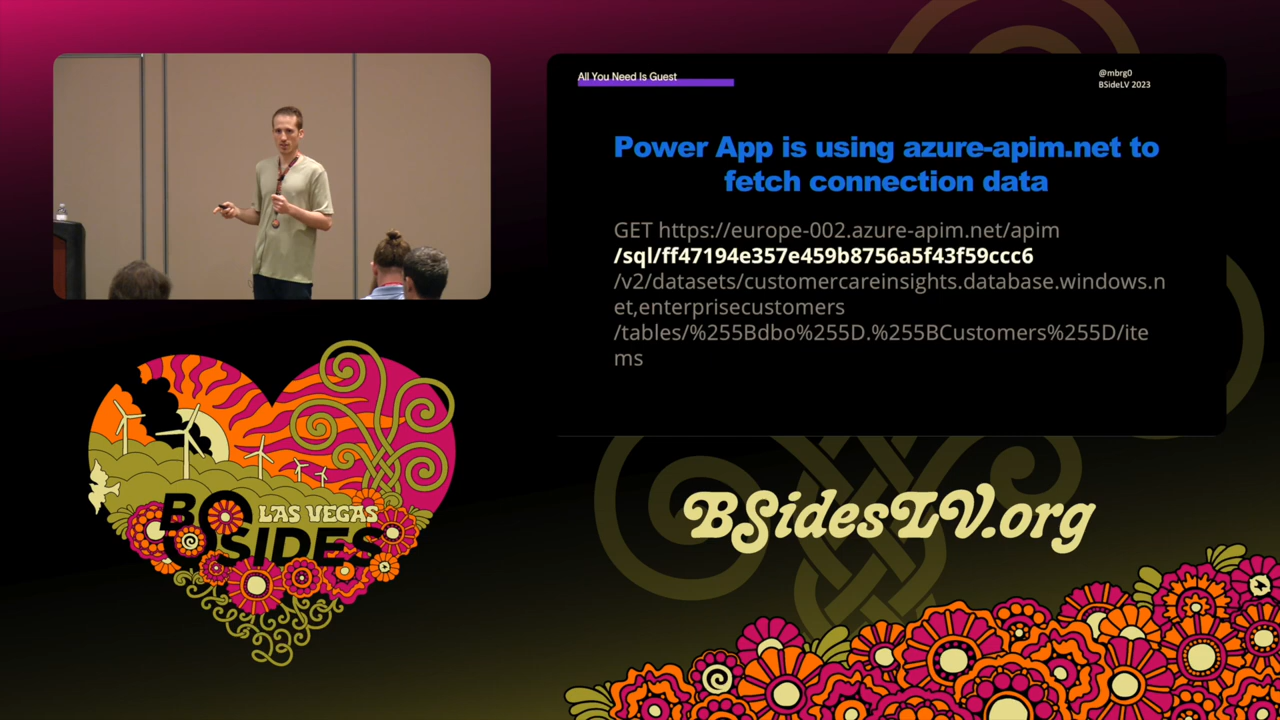 All You Need Is Guest
@mbrg0
BSideLV 2023
Power App is using azure-apim.net to
fetch connection data
GET https://europe-002.azure-apim.net/apim
/sql/ff47194e357e459b8756a5f43f59ccc6
/v2/datasets/customercareinsights.database.windows.n
et,enterprisecustomers
/tables/%255Bdbo%255D.%255BCustomers%255D/ite
ms
LAS VEGAS
BSidesLV.org